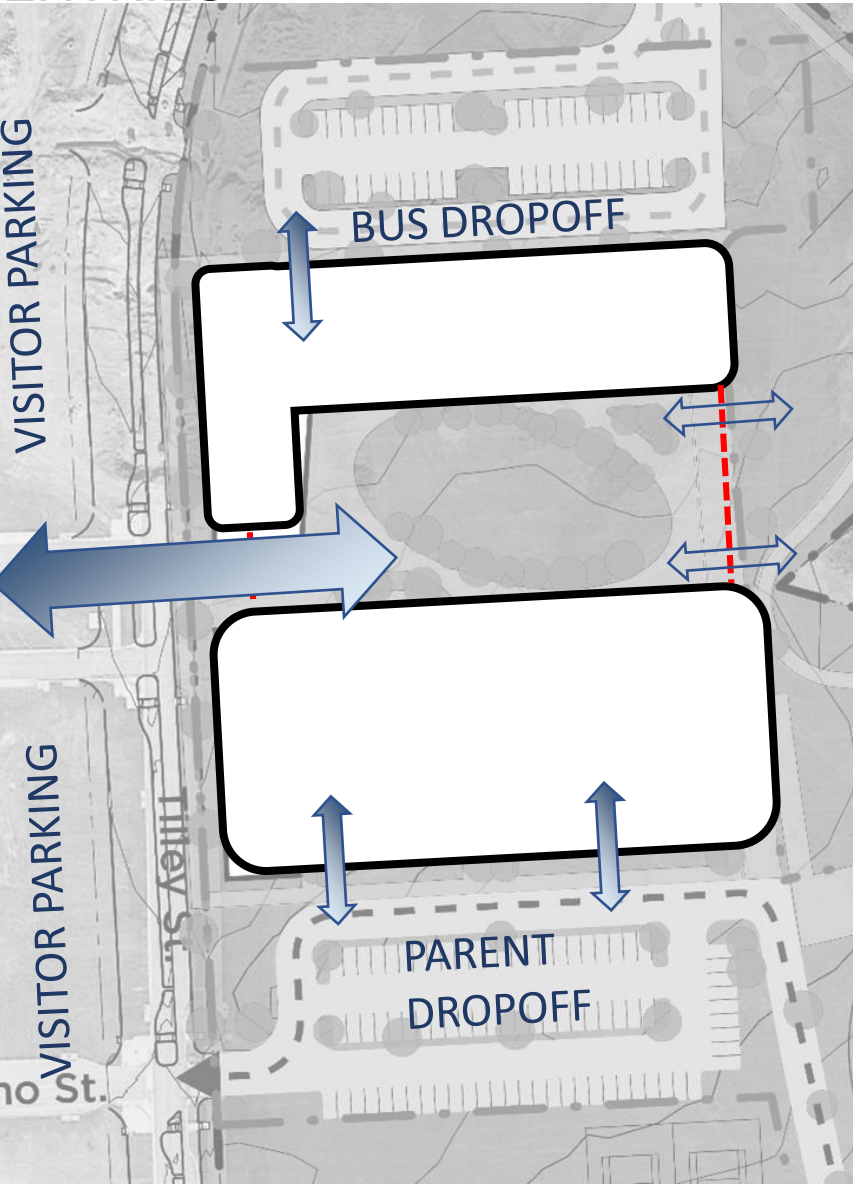 BUS DROPOFF
VISITOR PARKING
Tilley St.
VISITOR PARKING
PARENT
DROPOFF
no St.